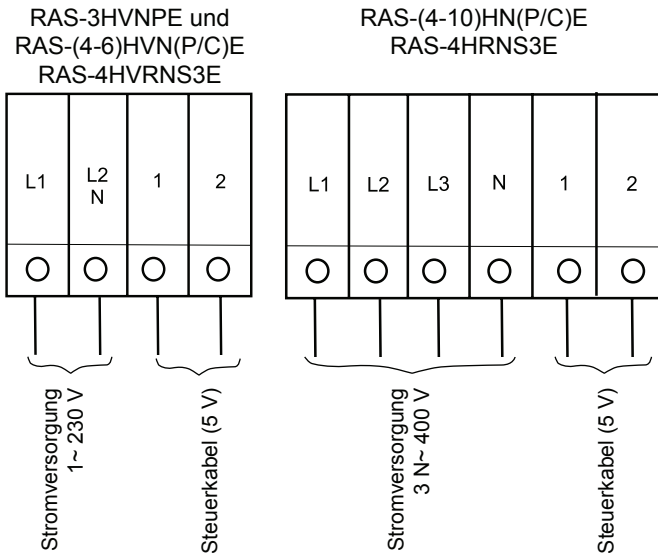 RAS-3HVNPE und
RAS-(4-6)HVN(P/C)E
RAS-4HVRNS3E
L1
L2
N
1
2
Stromversorgung
1~ 230 V
Steuerkabel (5 V)
RAS-(4-10)HN(P/C)E
RAS-4HRNS3E
L1
L2
L3
N
1
2
Stromversorgung
3 N~ 400 V
Steuerkabel (5 V)